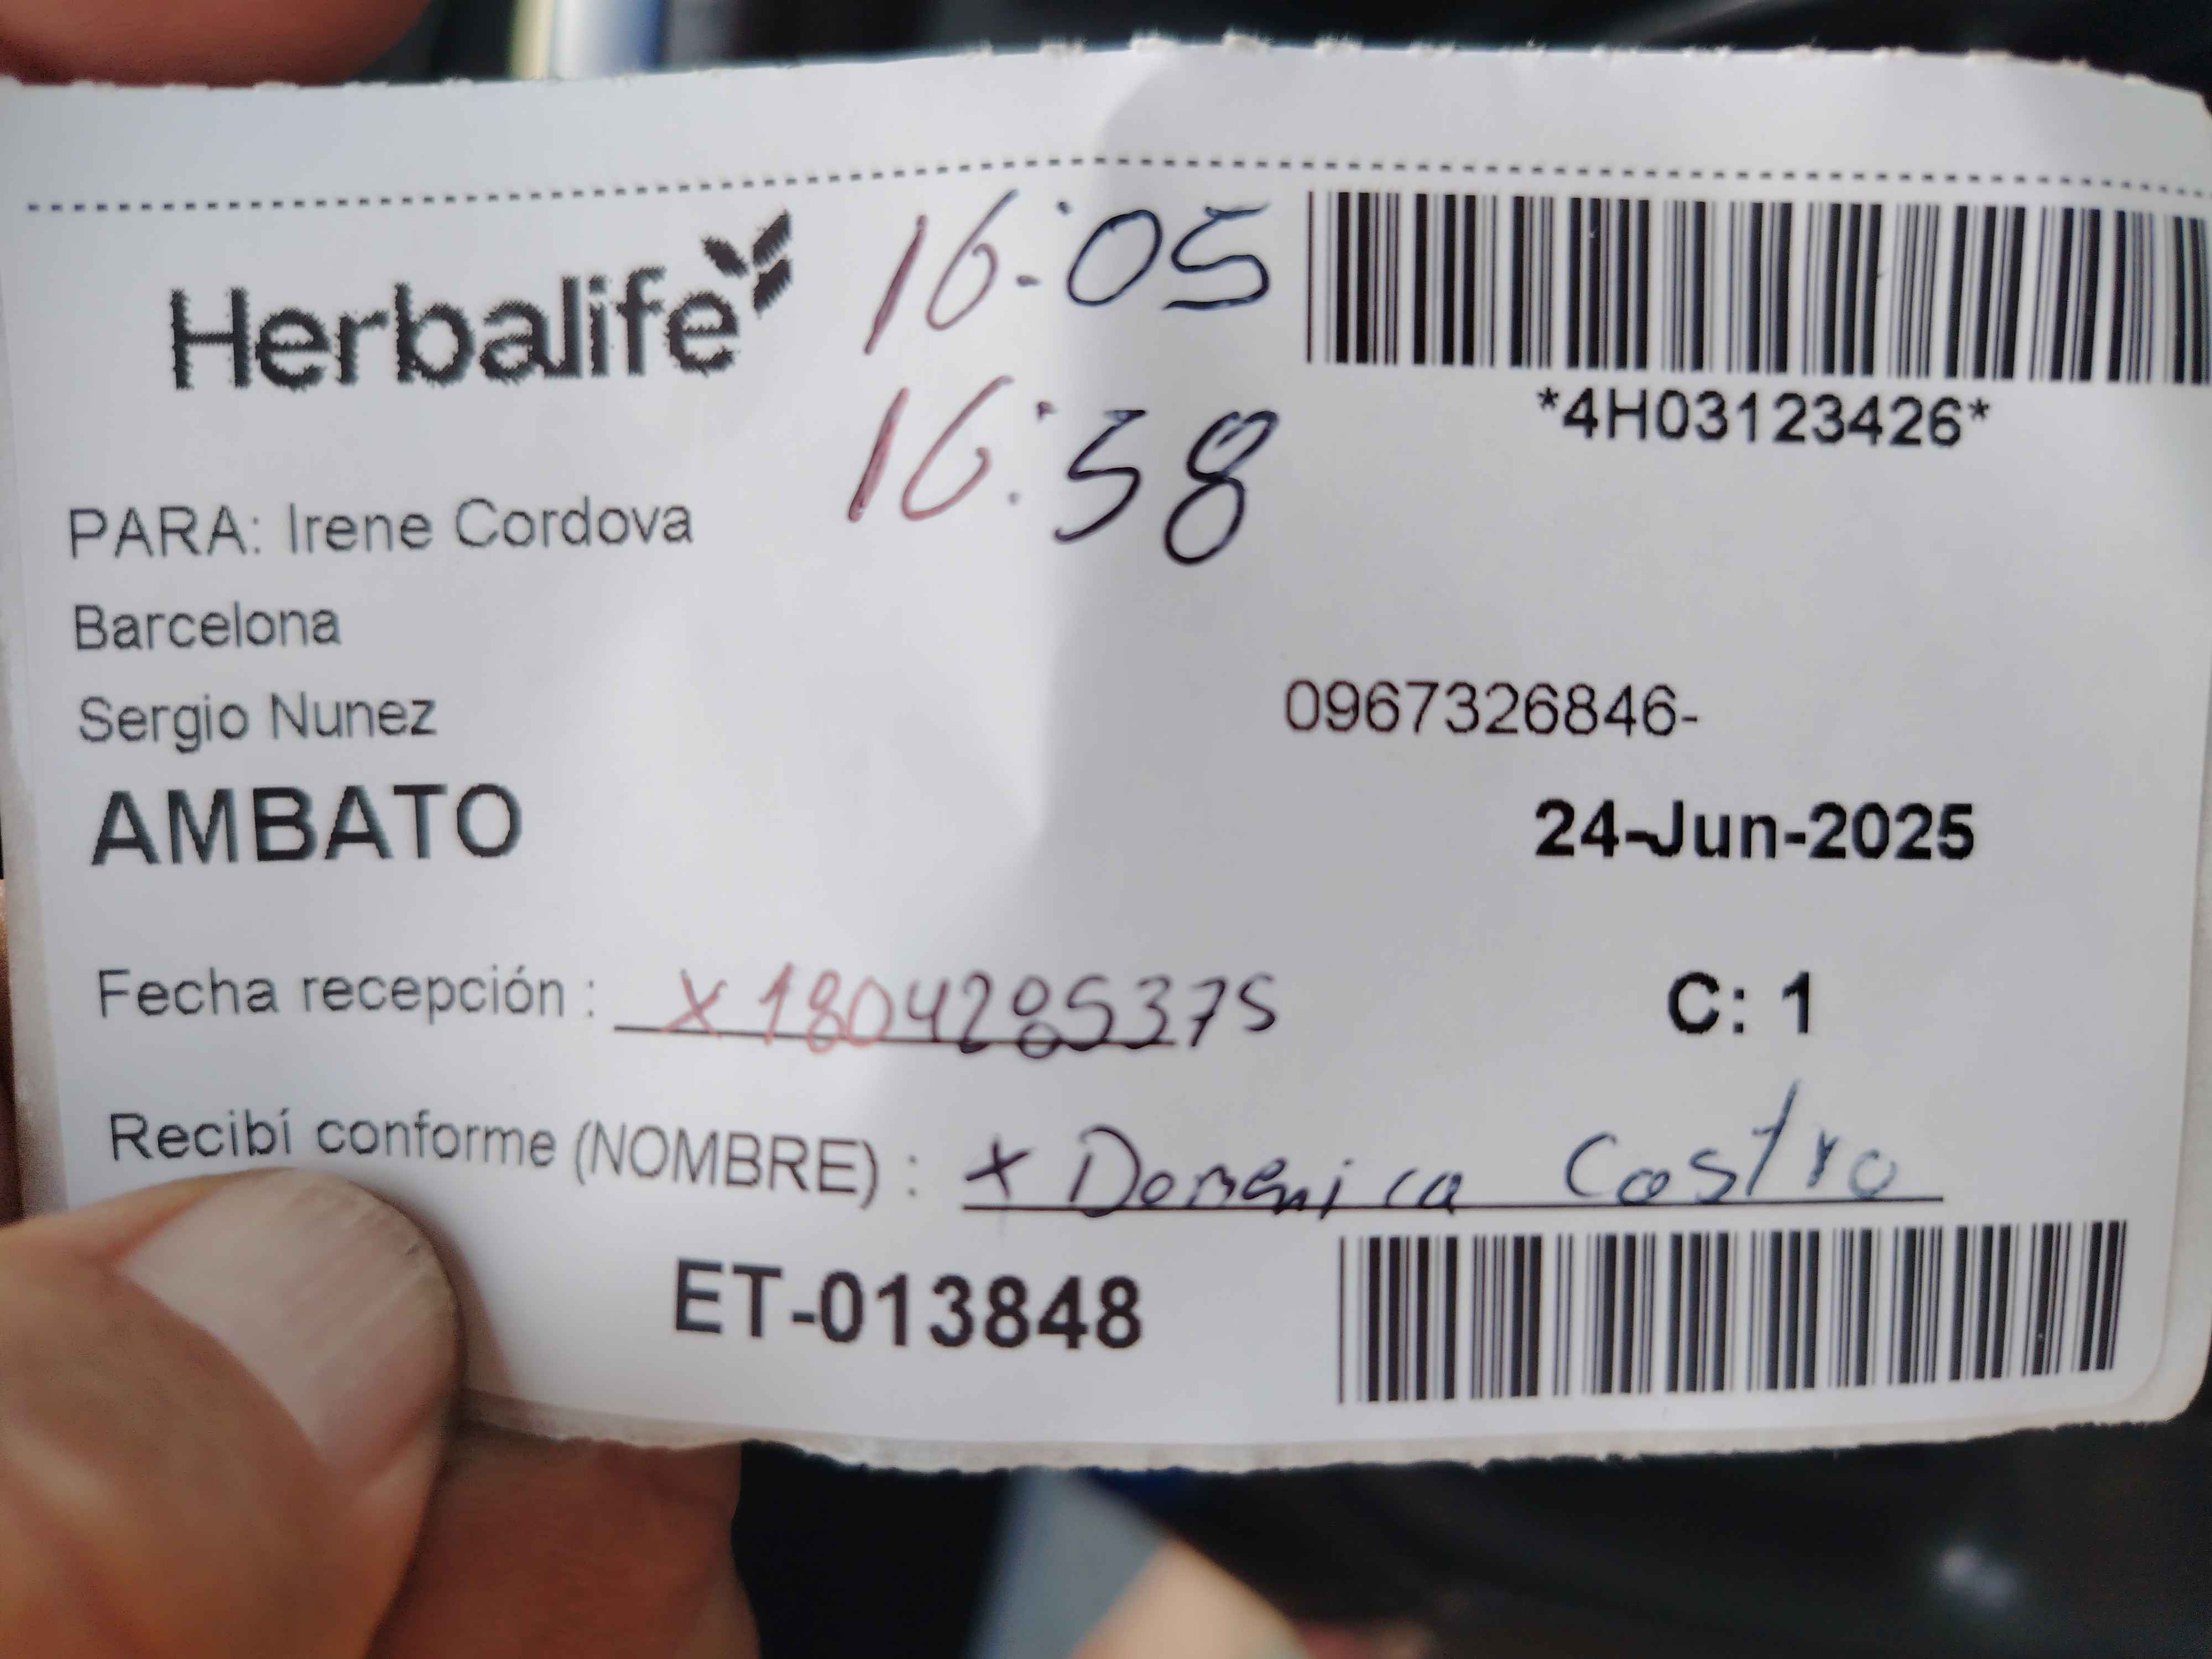 Herbalife
16:05
16:58
*4H03123426*
PARA: Irene Cordova
Barcelona
Sergio Nunez
0967326846-
AMBATO
24-Jun-2025
Fecha recepción : x 1804285375
C: 1
Recibí conforme (NOMBRE) : x Domenica Castro
ET-013848